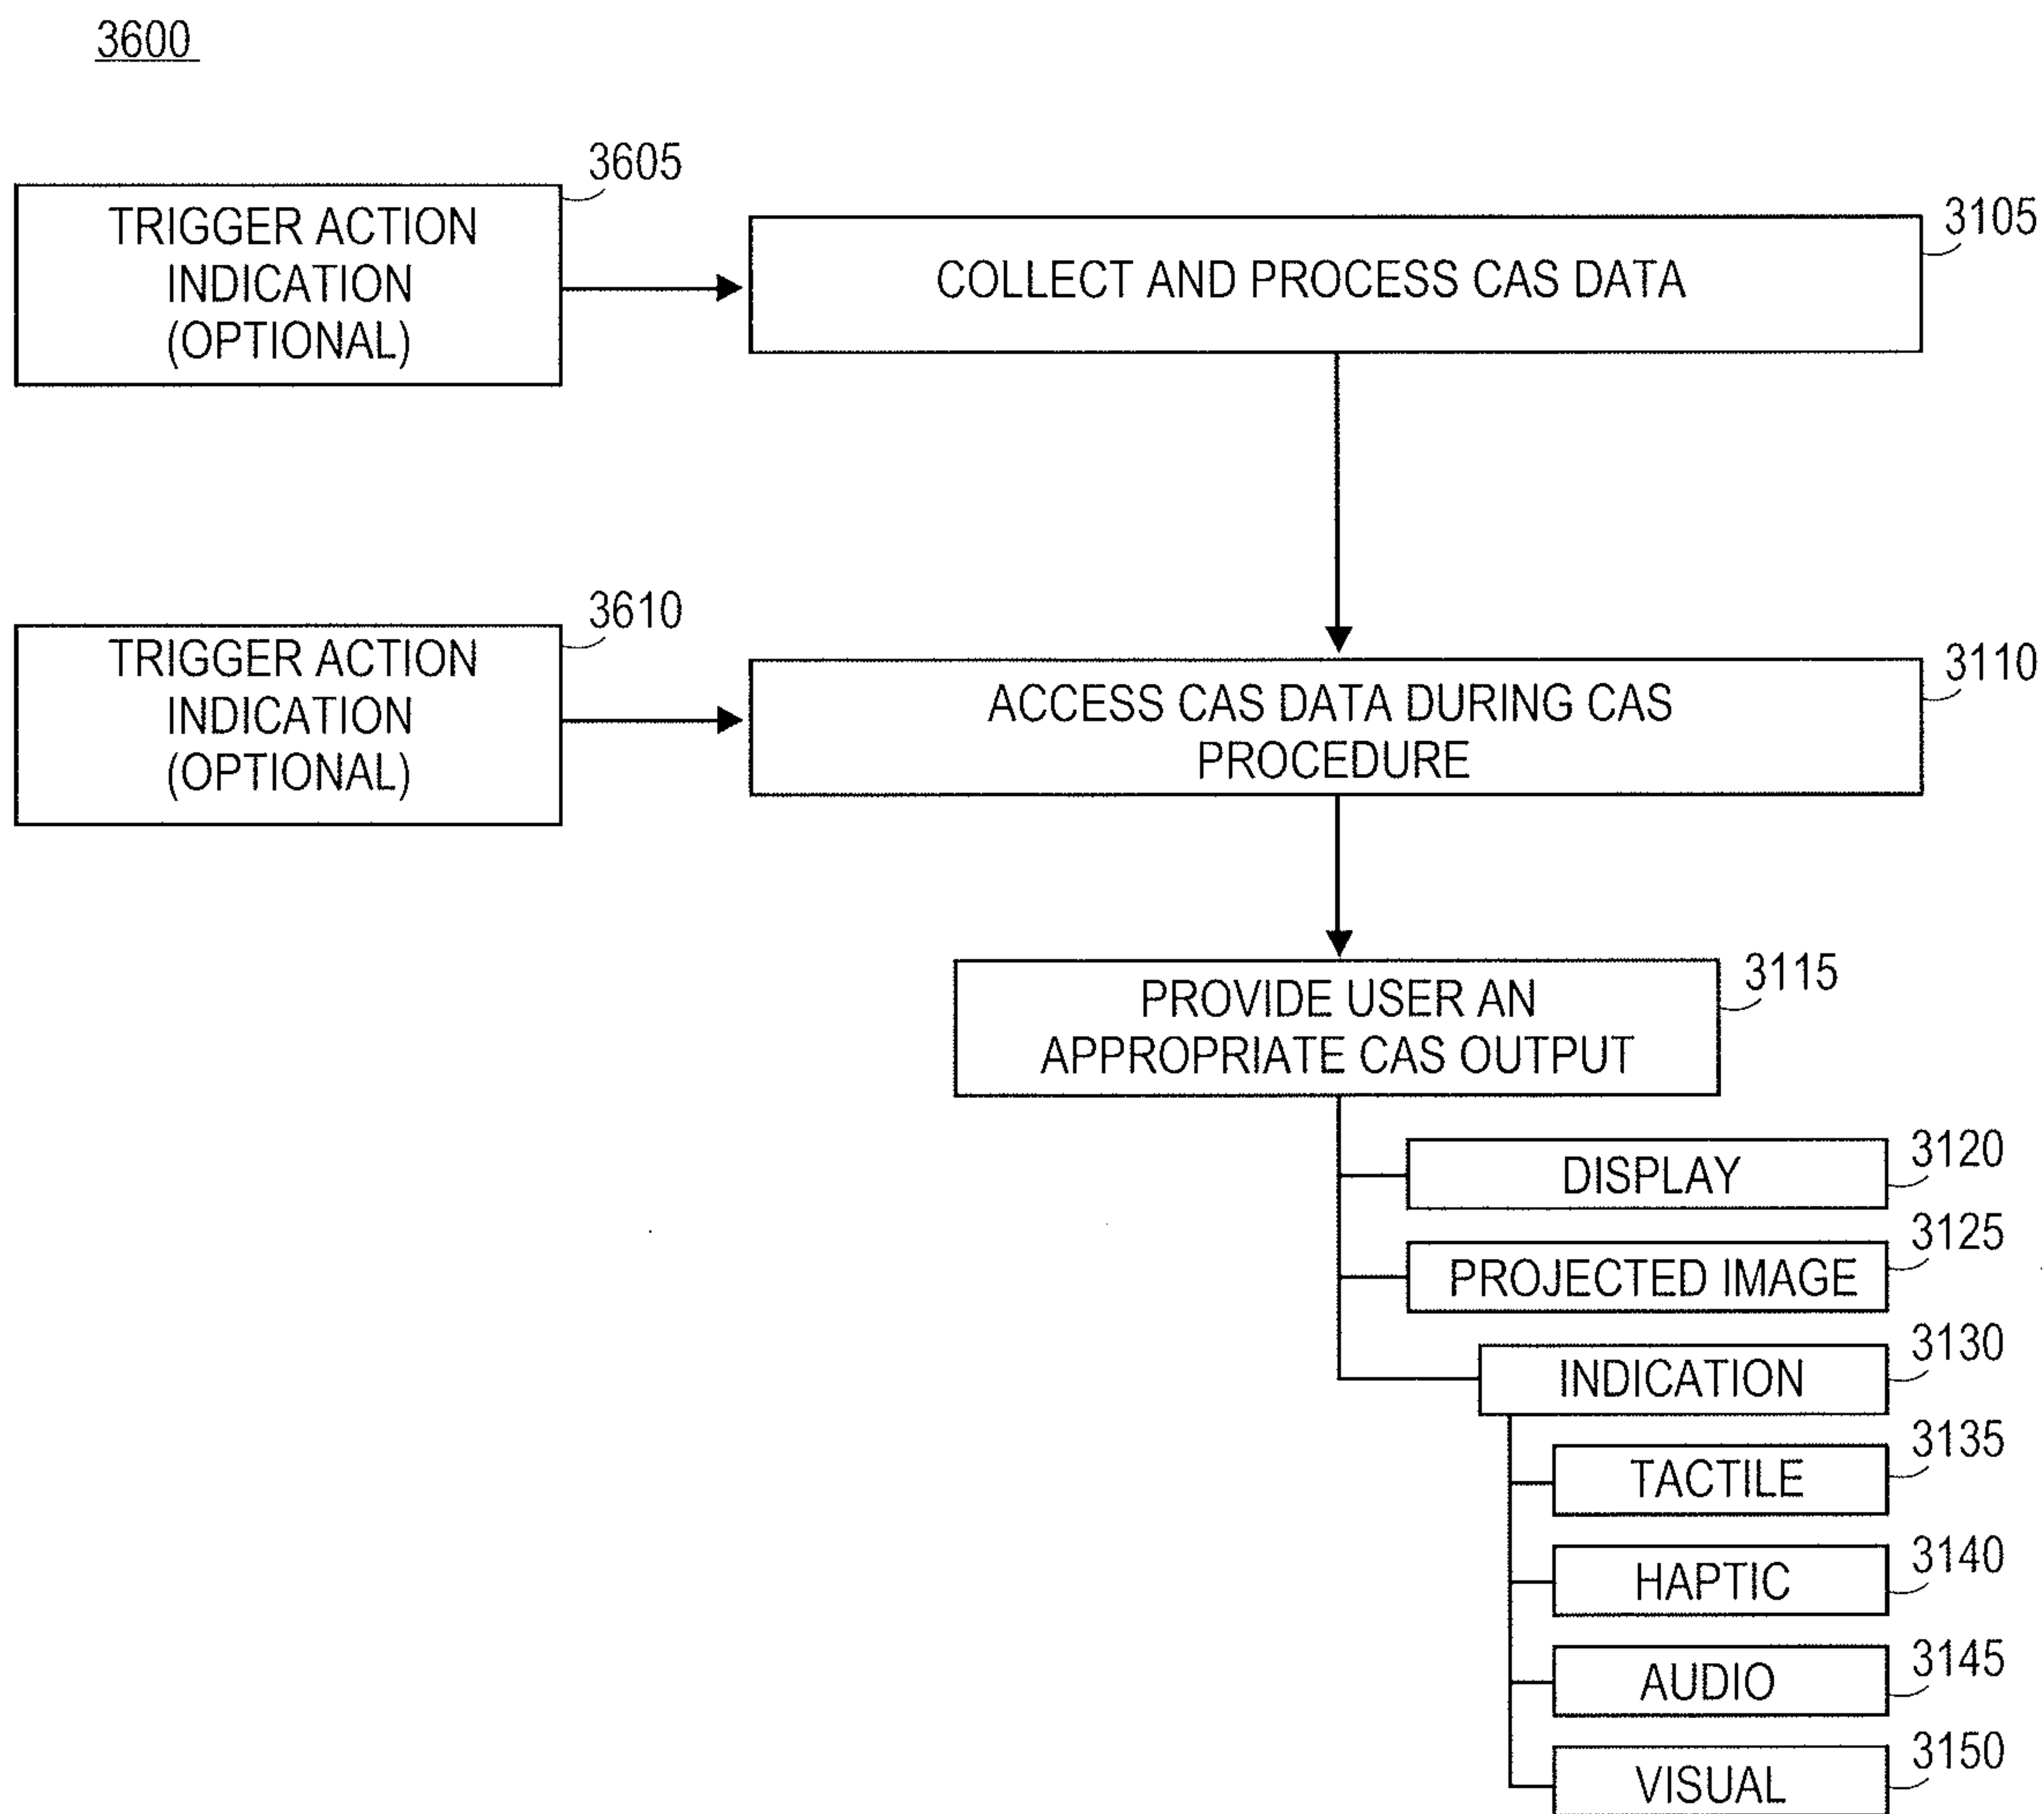 3600
3605
TRIGGER ACTION
INDICATION
(OPTIONAL)
3105
COLLECT AND PROCESS CAS DATA
3610
TRIGGER ACTION
INDICATION
(OPTIONAL)
3110
ACCESS CAS DATA DURING CAS
PROCEDURE
3115
PROVIDE USER AN
APPROPRIATE CAS OUTPUT
3120
DISPLAY
3125
PROJECTED IMAGE
3130
INDICATION
3135
TACTILE
3140
HAPTIC
3145
AUDIO
3150
VISUAL